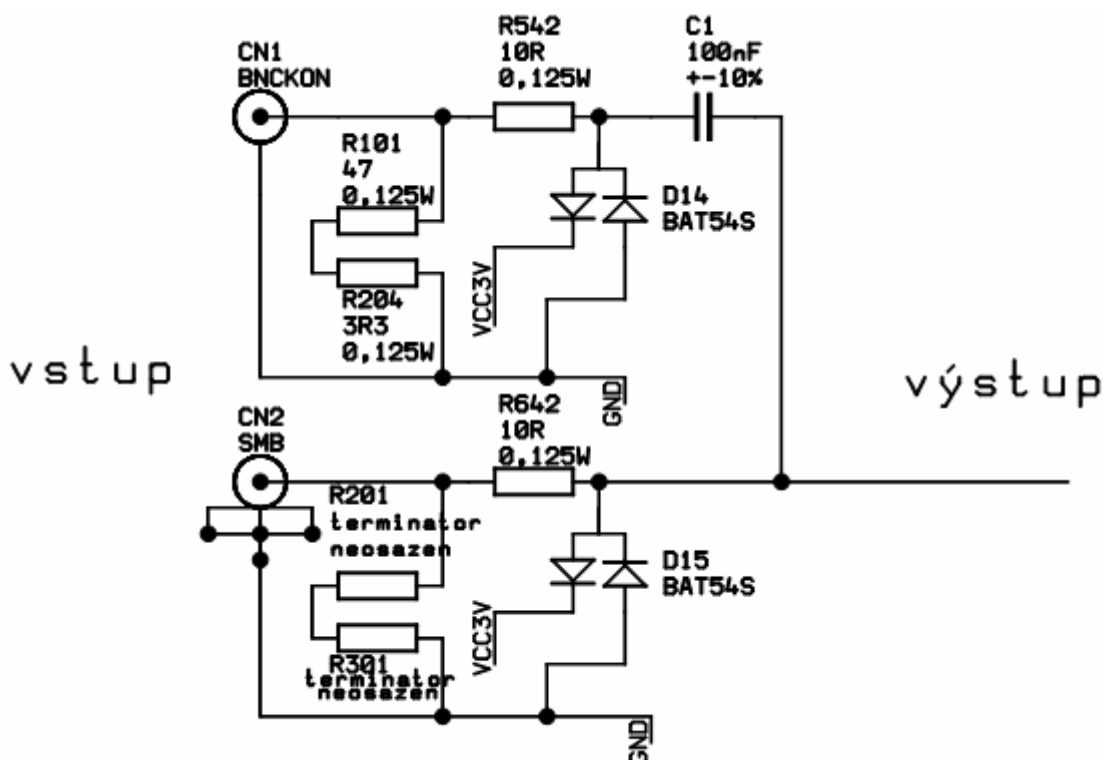 CN1
BNCKON
R542
10R
0,125W
C1
100nF
+-10%
R101
47
0,125W
R204
3R3
0,125W
VCC3V
D14
BAT54S
GND
vstup
výstup
CN2
SMB
R642
10R
0,125W
R201
terminator
neosazen
R301
terminator
neosazen
VCC3V
D15
BAT54S
GND